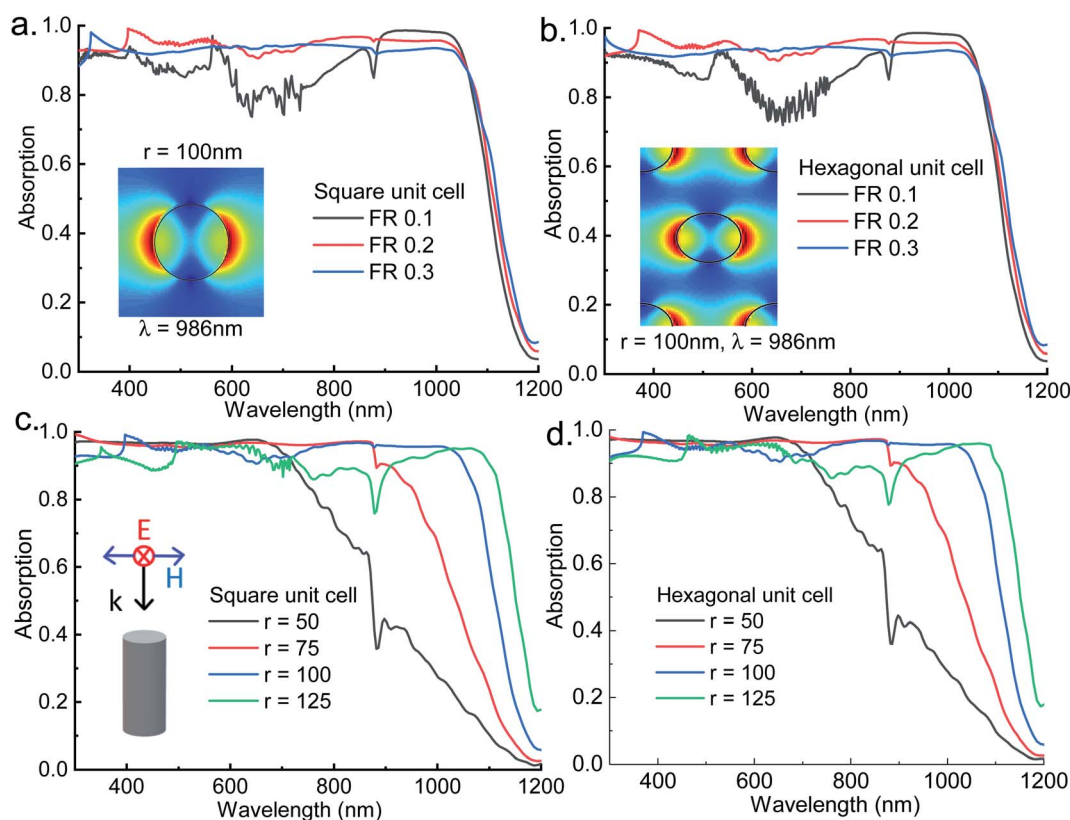 a.
1.0
0.8
0.6
0.4
0.2
0.0
Absorption
r = 100nm
λ = 986nm
Square unit cell
FR 0.1
FR 0.2
FR 0.3
400 600 800 1000 1200
Wavelength (nm)
b.
1.0
0.8
0.6
0.4
0.2
0.0
Absorption
r = 100nm, λ = 986nm
Hexagonal unit cell
FR 0.1
FR 0.2
FR 0.3
400 600 800 1000 1200
Wavelength (nm)
c.
1.0
0.8
0.6
0.4
0.2
0.0
Absorption
E
H
k
Square unit cell
r = 50
r = 75
r = 100
r = 125
400 600 800 1000 1200
Wavelength (nm)
d.
1.0
0.8
0.6
0.4
0.2
0.0
Absorption
Hexagonal unit cell
r = 50
r = 75
r = 100
r = 125
400 600 800 1000 1200
Wavelength (nm)